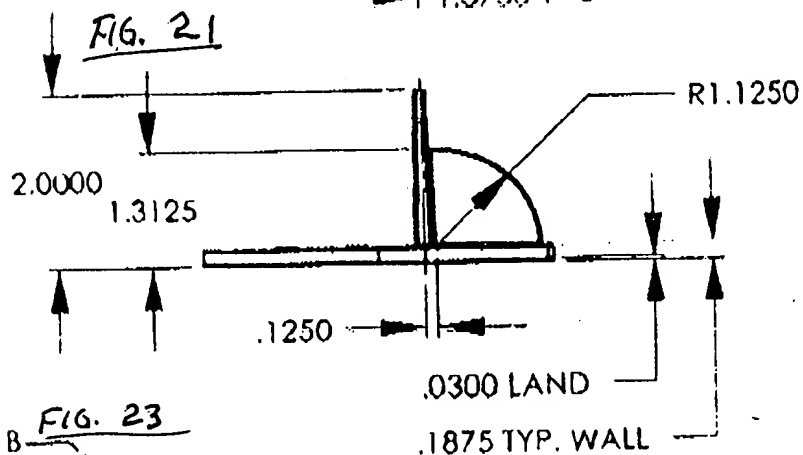 FIG. 21
R1.1250
2.0000
1.3125
.1250
.0300 LAND
FIG. 23
B
.1875 TYP. WALL